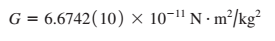 G = 6.6742(10) × 10⁻¹¹ N · m²/kg²